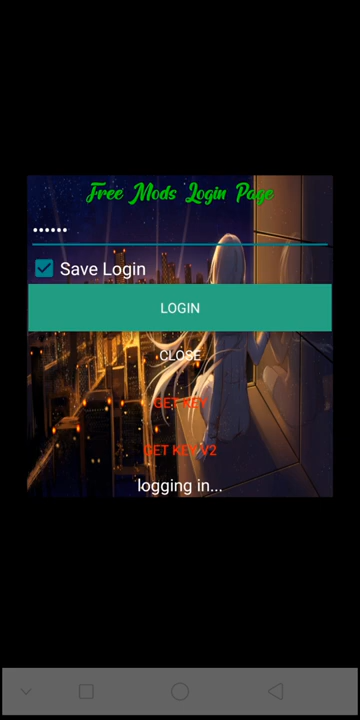 Free Mods Login Page
••••••
Save Login
LOGIN
CLOSE
GET KEY
GET KEY V2
logging in...